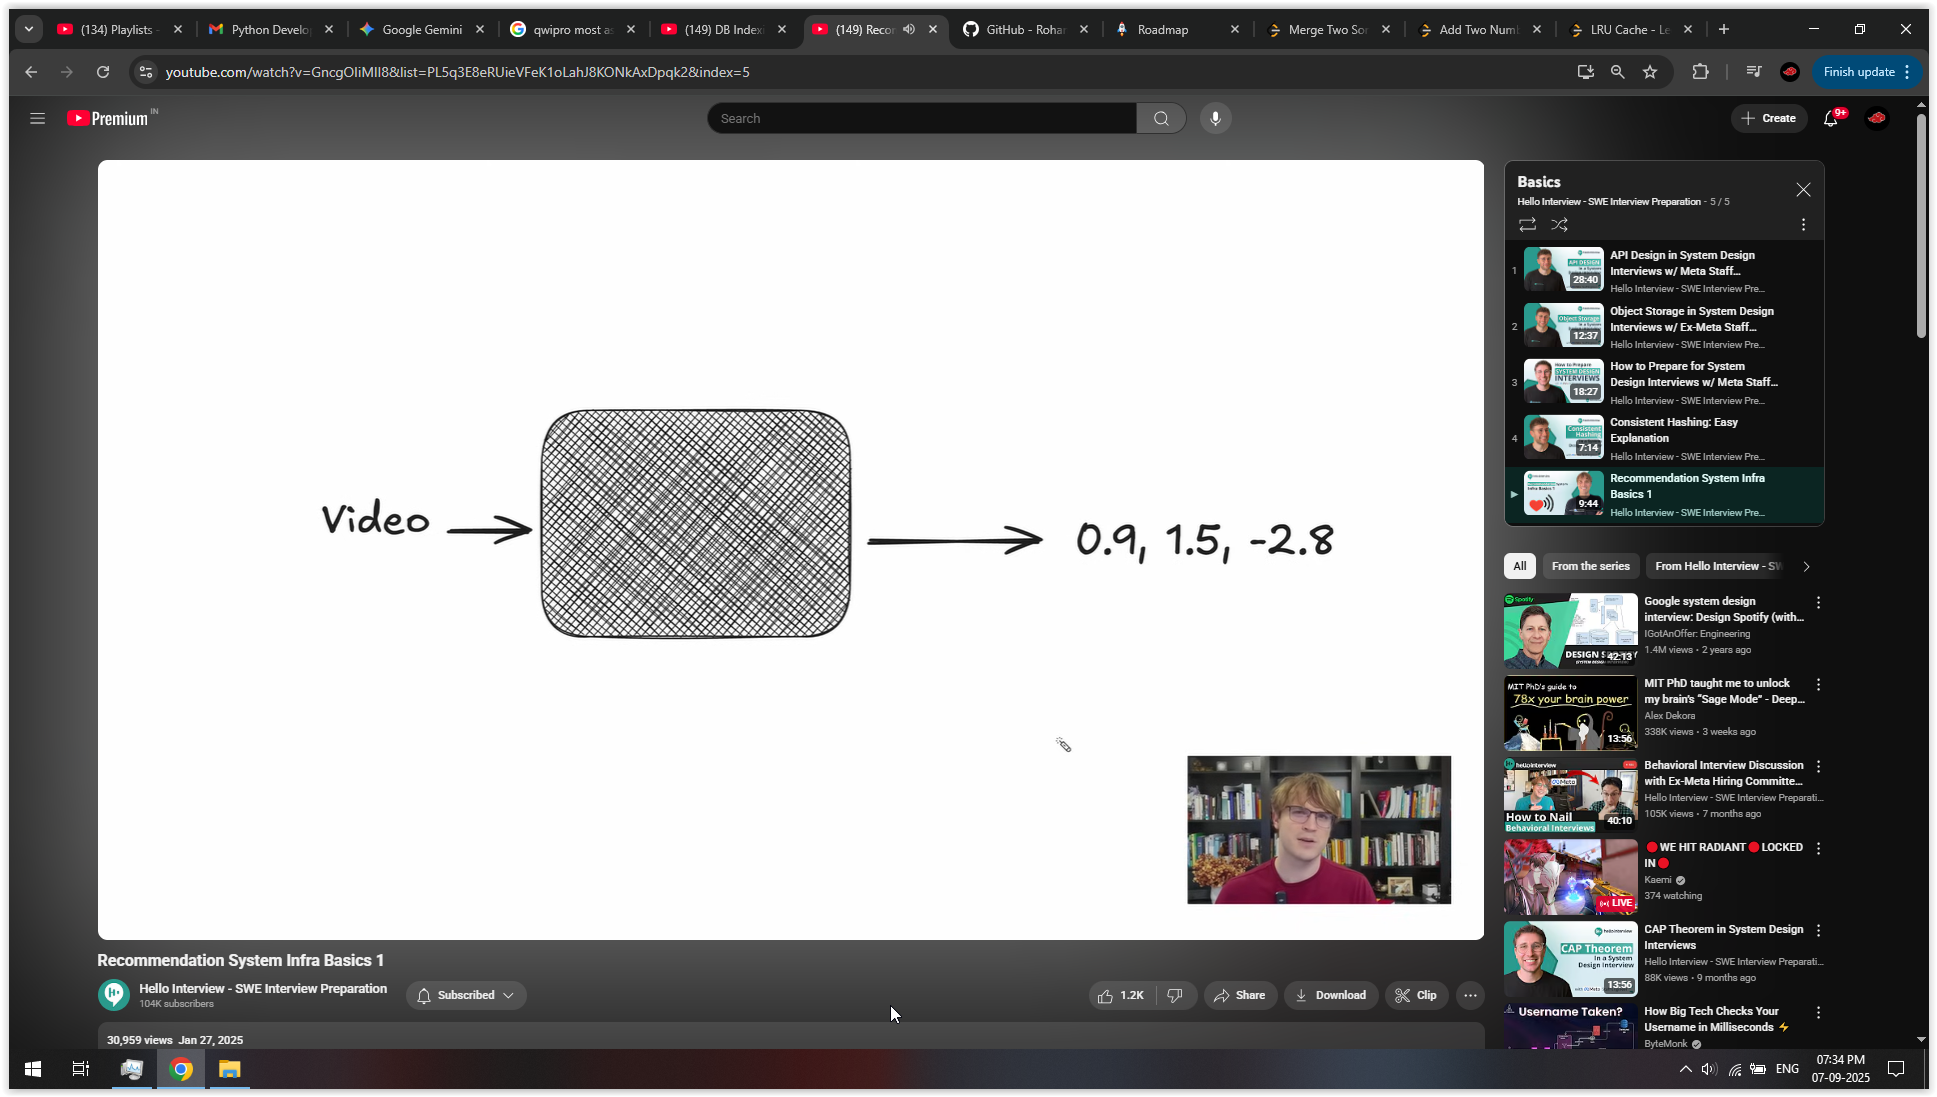 (134) Playlists -
Python Develo
Google Gemini
qwipro most as
(149) DB Index
(149) Reco
GitHub - Rohan
Roadmap
Merge Two Sor
Add Two Numb
LRU Cache - Le
youtube.com/watch?v=GncgOliMIl8&list=PL5q3E8eRUieVFeK1oLahJ8KONkAxDpqk2&index=5
Finish update
Premium IN
Search
Create
9+
Video
0.9, 1.5, -2.8
Recommendation System Infra Basics 1
Hello Interview - SWE Interview Preparation
104K subscribers
Subscribed
1.2K
Share
Download
Clip
30,959 views Jan 27, 2025
Basics
Hello Interview - SWE Interview Preparation - 5 / 5
1
28:40
API Design in System Design
Interviews w/ Meta Staff...
Hello Interview - SWE Interview Pre...
2
12:37
Object Storage in System Design
Interviews w/ Ex-Meta Staff...
Hello Interview - SWE Interview Pre...
3
18:27
How to Prepare for System
Design Interviews w/ Meta Staff...
Hello Interview - SWE Interview Pre...
4
7:14
Consistent Hashing: Easy
Explanation
Hello Interview - SWE Interview Pre...
9:44
Recommendation System Infra
Basics 1
Hello Interview - SWE Interview Pre...
All
From the series
From Hello Interview - SW
Spotify
42:13
Google system design
interview: Design Spotify (with...
IGotAnOffer: Engineering
1.4M views • 2 years ago
MIT PhD's guide to
78x your brain power
13:56
MIT PhD taught me to unlock
my brain's "Sage Mode" - Deep...
Alex Dekora
338K views • 3 weeks ago
hellointerview
Meta
How to Nail
Behavioral Interviews
40:10
Behavioral Interview Discussion
with Ex-Meta Hiring Committe...
Hello Interview - SWE Interview Preparati...
105K views • 7 months ago
LIVE
WE HIT RADIANT LOCKED
IN
Kaemi
374 watching
hellointerview
CAP Theorem
In a System
Design Interview
13:56
CAP Theorem in System Design
Interviews
Hello Interview - SWE Interview Preparati...
88K views • 9 months ago
Username Taken?
How Big Tech Checks Your
Username in Milliseconds
ByteMonk
ENG
07:34 PM
07-09-2025